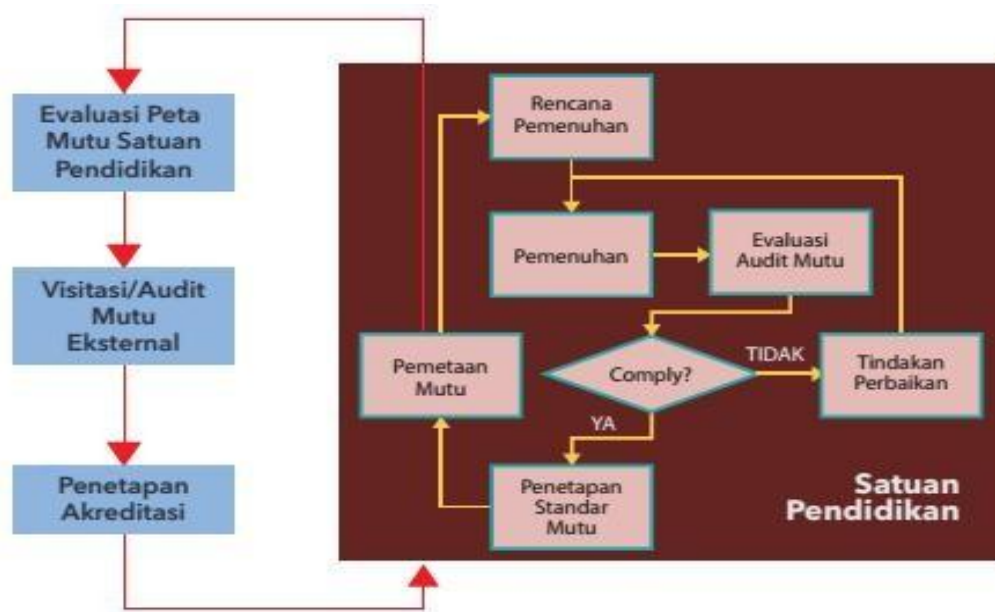 Evaluasi Peta
Mutu Satuan
Pendidikan
Visitasi/Audit
Mutu
Eksternal
Penetapan
Akreditasi
Rencana
Pemenuhan
Pemenuhan
Evaluasi
Audit Mutu
Pemetaan
Mutu
Comply?
TIDAK
Tindakan
Perbaikan
YA
Penetapan
Standar
Mutu
Satuan
Pendidikan